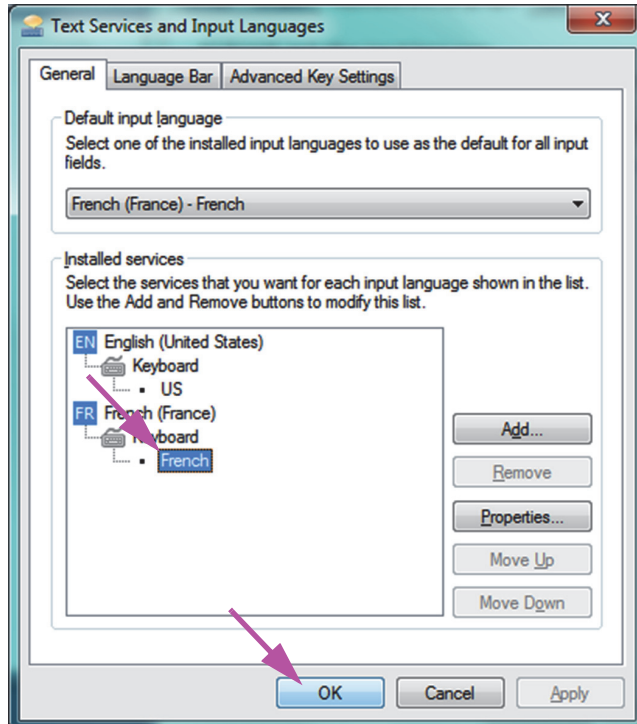 Text Services and Input Languages
General
Language Bar
Advanced Key Settings
Default input language
Select one of the installed input languages to use as the default for all input
fields.
French (France) - French
Installed services
Select the services that you want for each input language shown in the list.
Use the Add and Remove buttons to modify this list.
EN English (United States)
Keyboard
US
FR French (France)
Keyboard
French
Add...
Remove
Properties...
Move Up
Move Down
OK
Cancel
Apply